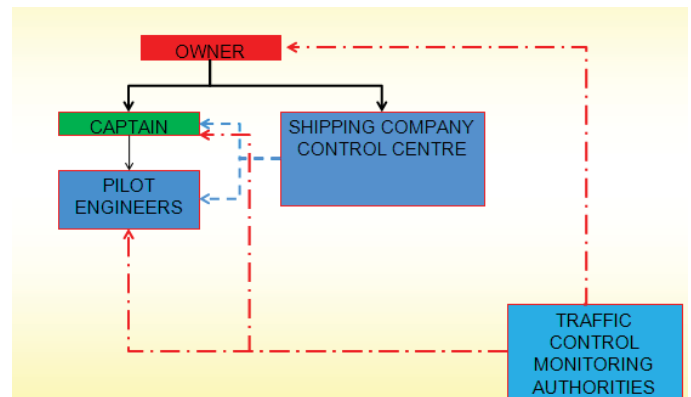 OWNER
CAPTAIN
SHIPPING COMPANY
CONTROL CENTRE
PILOT
ENGINEERS
TRAFFIC
CONTROL
MONITORING
AUTHORITIES